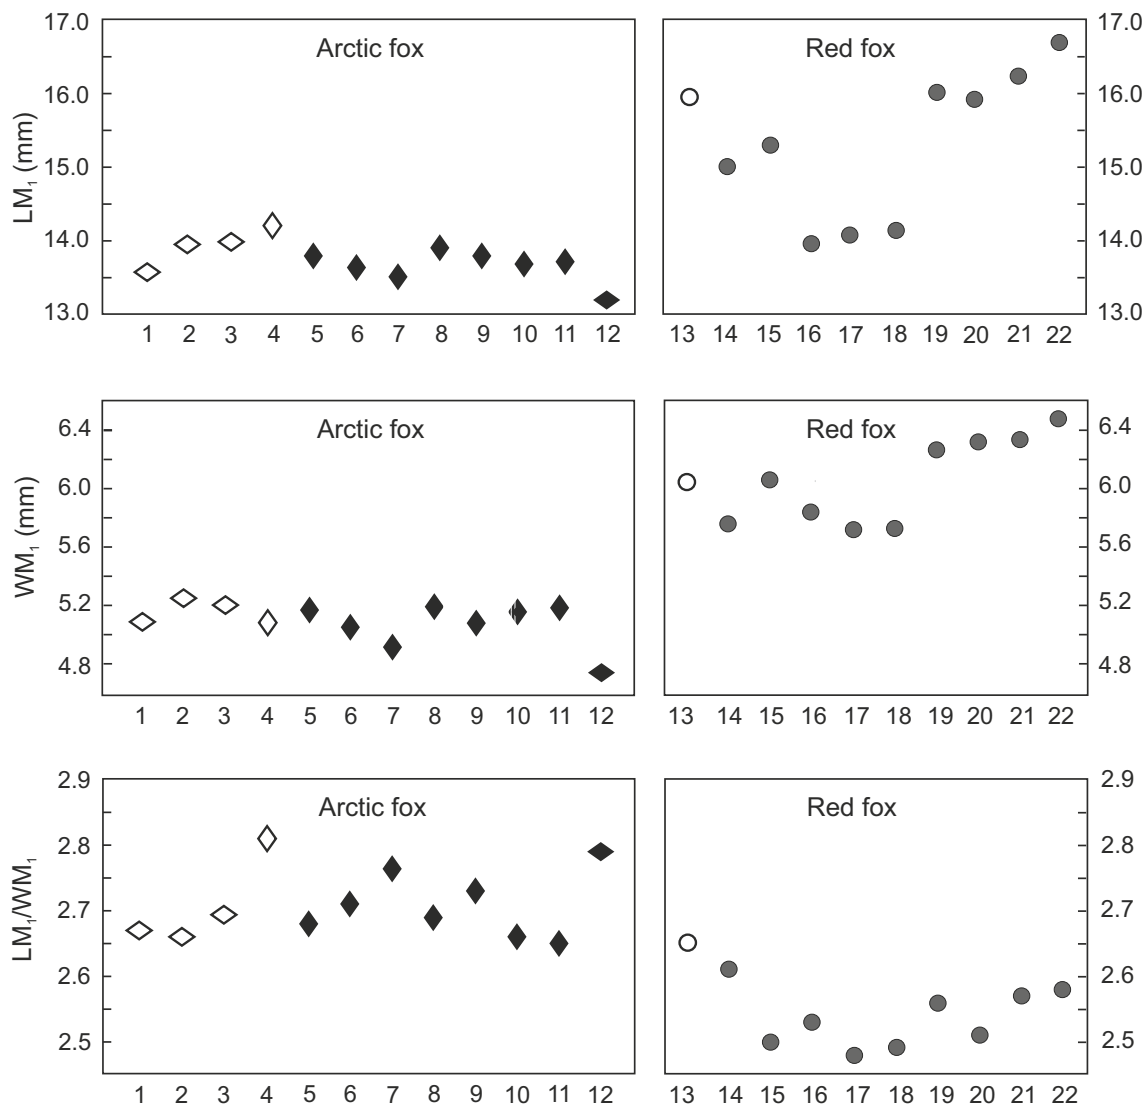 Arctic fox
Red fox
LM₁ (mm)
17.0
16.0
15.0
14.0
13.0
17.0
16.0
15.0
14.0
13.0
1 2 3 4 5 6 7 8 9 10 11 12
13 14 15 16 17 18 19 20 21 22
Arctic fox
Red fox
WM₁ (mm)
6.4
6.0
5.6
5.2
4.8
6.4
6.0
5.6
5.2
4.8
1 2 3 4 5 6 7 8 9 10 11 12
13 14 15 16 17 18 19 20 21 22
Arctic fox
Red fox
LM₁/WM₁
2.9
2.8
2.7
2.6
2.5
2.9
2.8
2.7
2.6
2.5
1 2 3 4 5 6 7 8 9 10 11 12
13 14 15 16 17 18 19 20 21 22